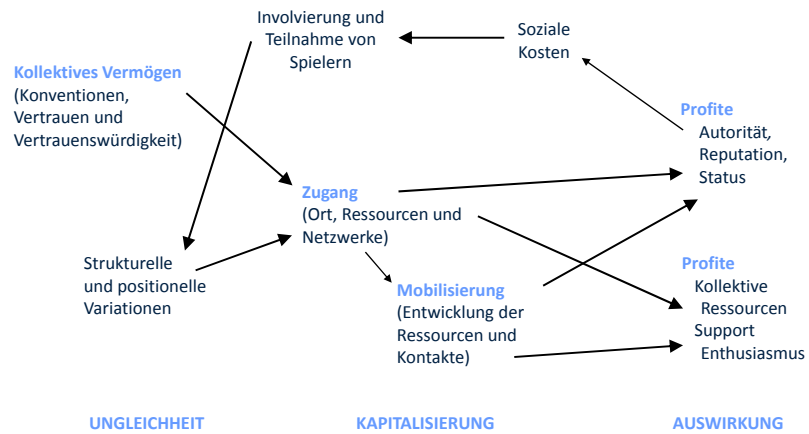 Involvierung und
Teilnahme von
Spielern
Soziale
Kosten
Kollektives Vermögen
(Konventionen,
Vertrauen und
Vertrauenswürdigkeit)
Profite
Autorität,
Reputation,
Status
Zugang
(Ort, Ressourcen und
Netzwerke)
Strukturelle
und positionelle
Variationen
Mobilisierung
(Entwicklung der
Ressourcen und
Kontakte)
Profite
Kollektive
Ressourcen
Support
Enthusiasmus
UNGLEICHHEIT
KAPITALISIERUNG
AUSWIRKUNG